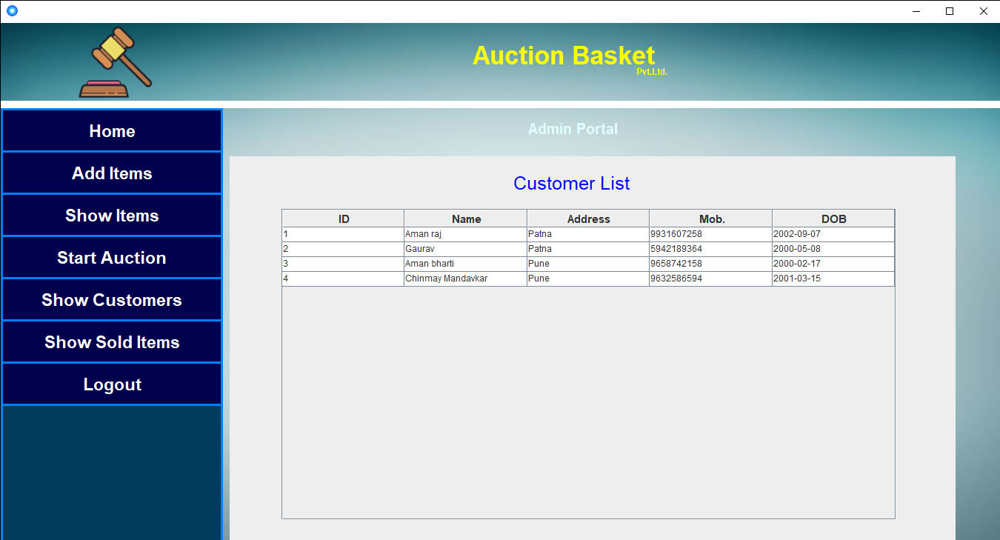 Auction Basket
Pvt.Ltd.
Home
Add Items
Show Items
Start Auction
Show Customers
Show Sold Items
Logout
Admin Portal
Customer List
ID Name Address Mob. DOB
1 Aman raj Patna 9931607258 2002-09-07
2 Gaurav Patna 5942189364 2000-05-08
3 Aman bharti Pune 9658742158 2000-02-17
4 Chinmay Mandavkar Pune 9632586594 2001-03-15